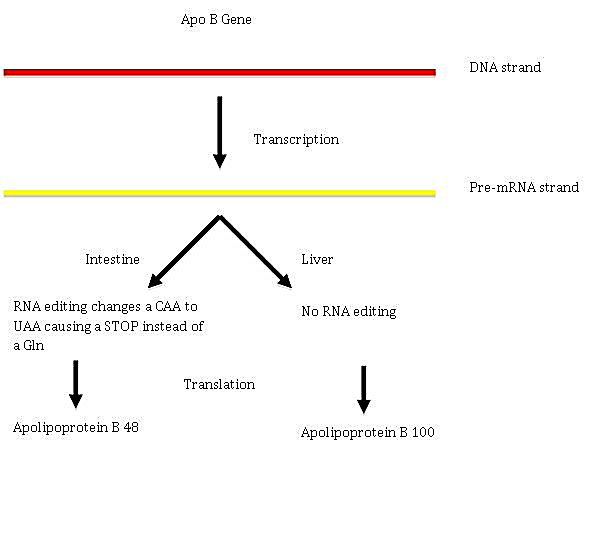 Apo B Gene
DNA strand
Transcription
Pre-mRNA strand
Intestine
Liver
RNA editing changes a CAA to
UAA causing a STOP instead of
a Gln
No RNA editing
Translation
Apolipoprotein B 48
Apolipoprotein B 100